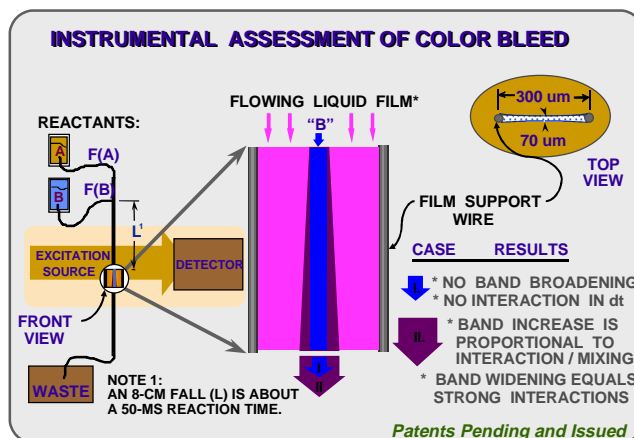 INSTRUMENTAL ASSESSMENT OF COLOR BLEED
FLOWING LIQUID FILM*
"B"
REACTANTS:
A
F(A)
B
F(B)
L'
EXCITATION
SOURCE
DETECTOR
FRONT
VIEW
WASTE
NOTE 1:
AN 8-CM FALL (L) IS ABOUT
A 50-MS REACTION TIME.
I.
II.
300 um
70 um
TOP
VIEW
FILM SUPPORT
WIRE
CASE RESULTS
I.
* NO BAND BROADENING
* NO INTERACTION IN dt
II.
* BAND INCREASE IS
PROPORTIONAL TO
INTERACTION / MIXING
* BAND WIDENING EQUALS
STRONG INTERACTIONS
Patents Pending and Issued